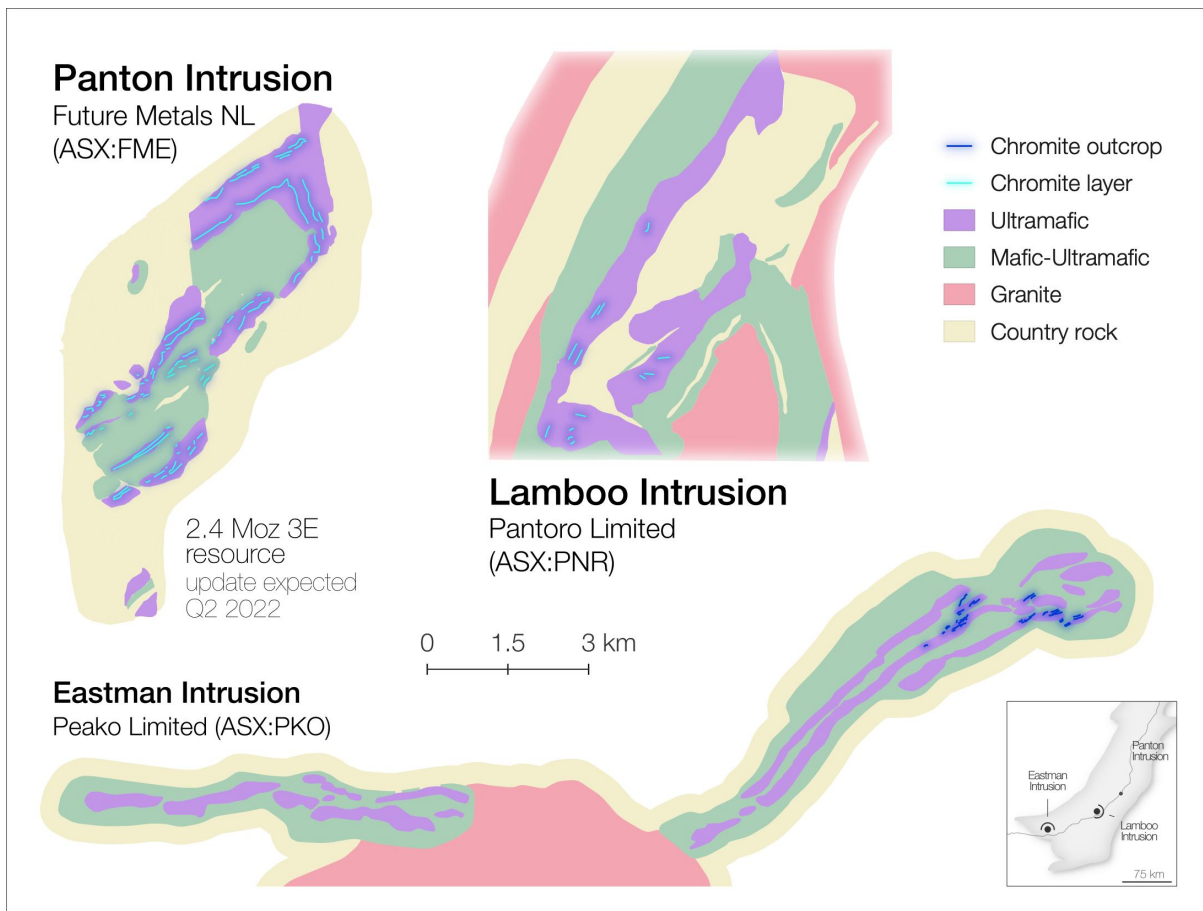 Panton Intrusion
Future Metals NL
(ASX:FME)
Chromite outcrop
Chromite layer
Ultramafic
Mafic-Ultramafic
Granite
Country rock
Lamboo Intrusion
Pantoro Limited
(ASX:PNR)
2.4 Moz 3E
resource
update expected
Q2 2022
0 1.5 3 km
Eastman Intrusion
Peako Limited (ASX:PKO)
Panton
Intrusion
Eastman
Intrusion
Lamboo
Intrusion
75 km